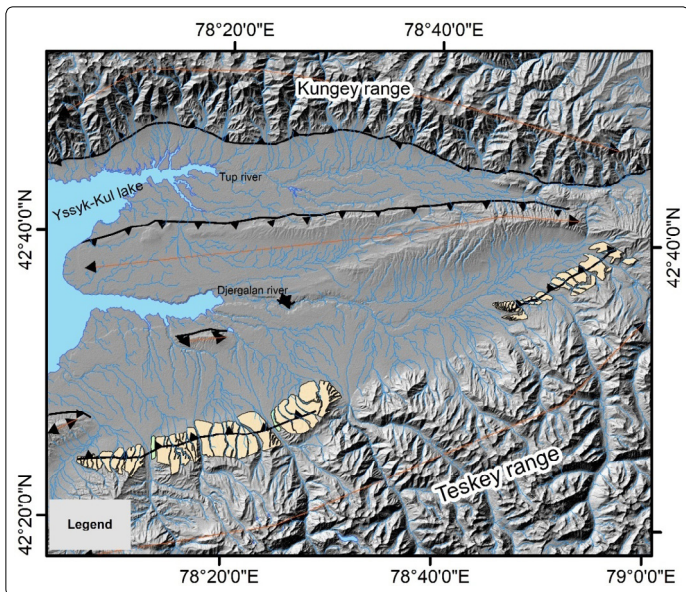 78°20'0"E 78°40'0"E
Kungey range
Tup river
Yssyk-Kul lake
42°40'0"N
42°40'0"N
Djergalan river
Teskey range
42°20'0"N
Legend
78°20'0"E 78°40'0"E 79°0'0"E